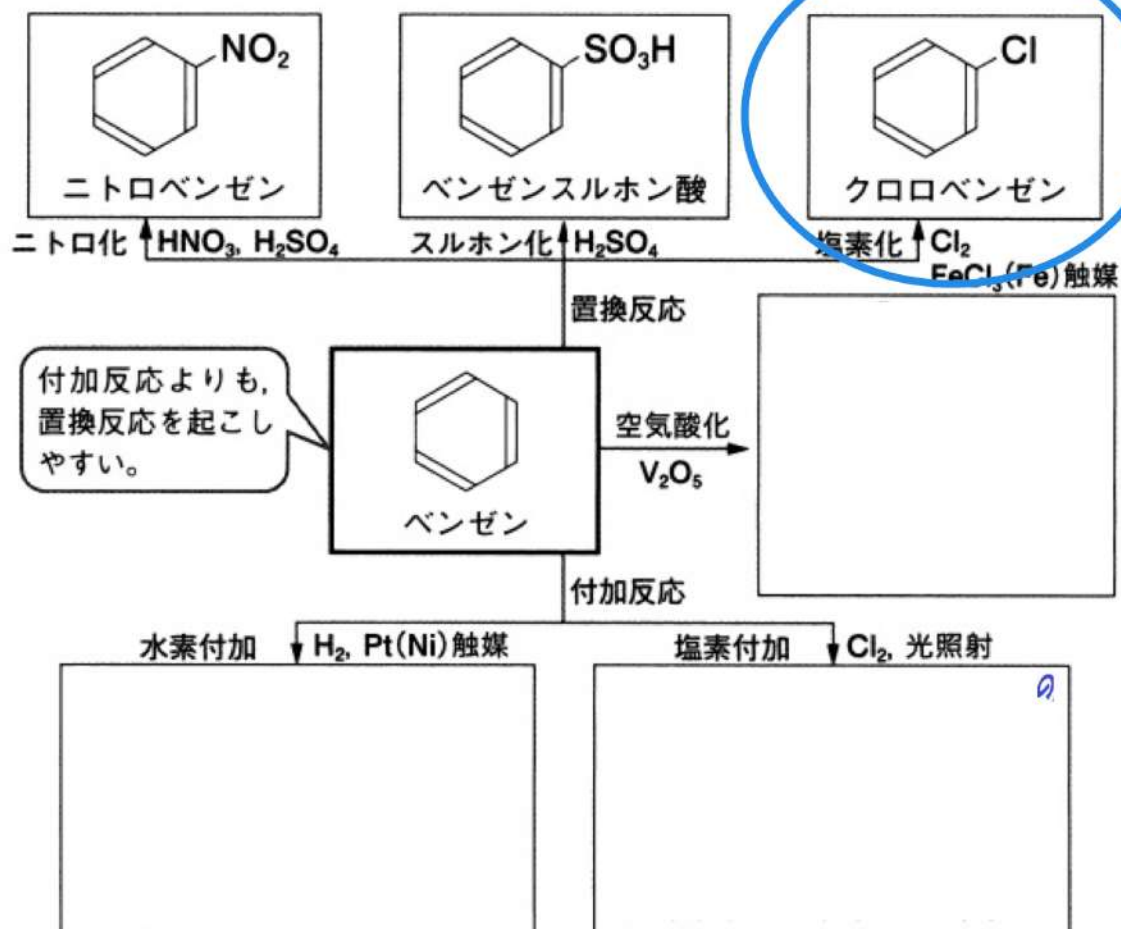 NO₂
SO₃H
Cl
ニトロベンゼン
ベンゼンスルホン酸
クロロベンゼン
ニトロ化 HNO₃, H₂SO₄
スルホン化 H₂SO₄
塩素化 Cl₂
FeCl₃(Fe)触媒
置換反応
付加反応よりも,
置換反応を起こし
やすい。
ベンゼン
空気酸化
V₂O₅
付加反応
水素付加 H₂, Pt(Ni)触媒
塩素付加 Cl₂, 光照射